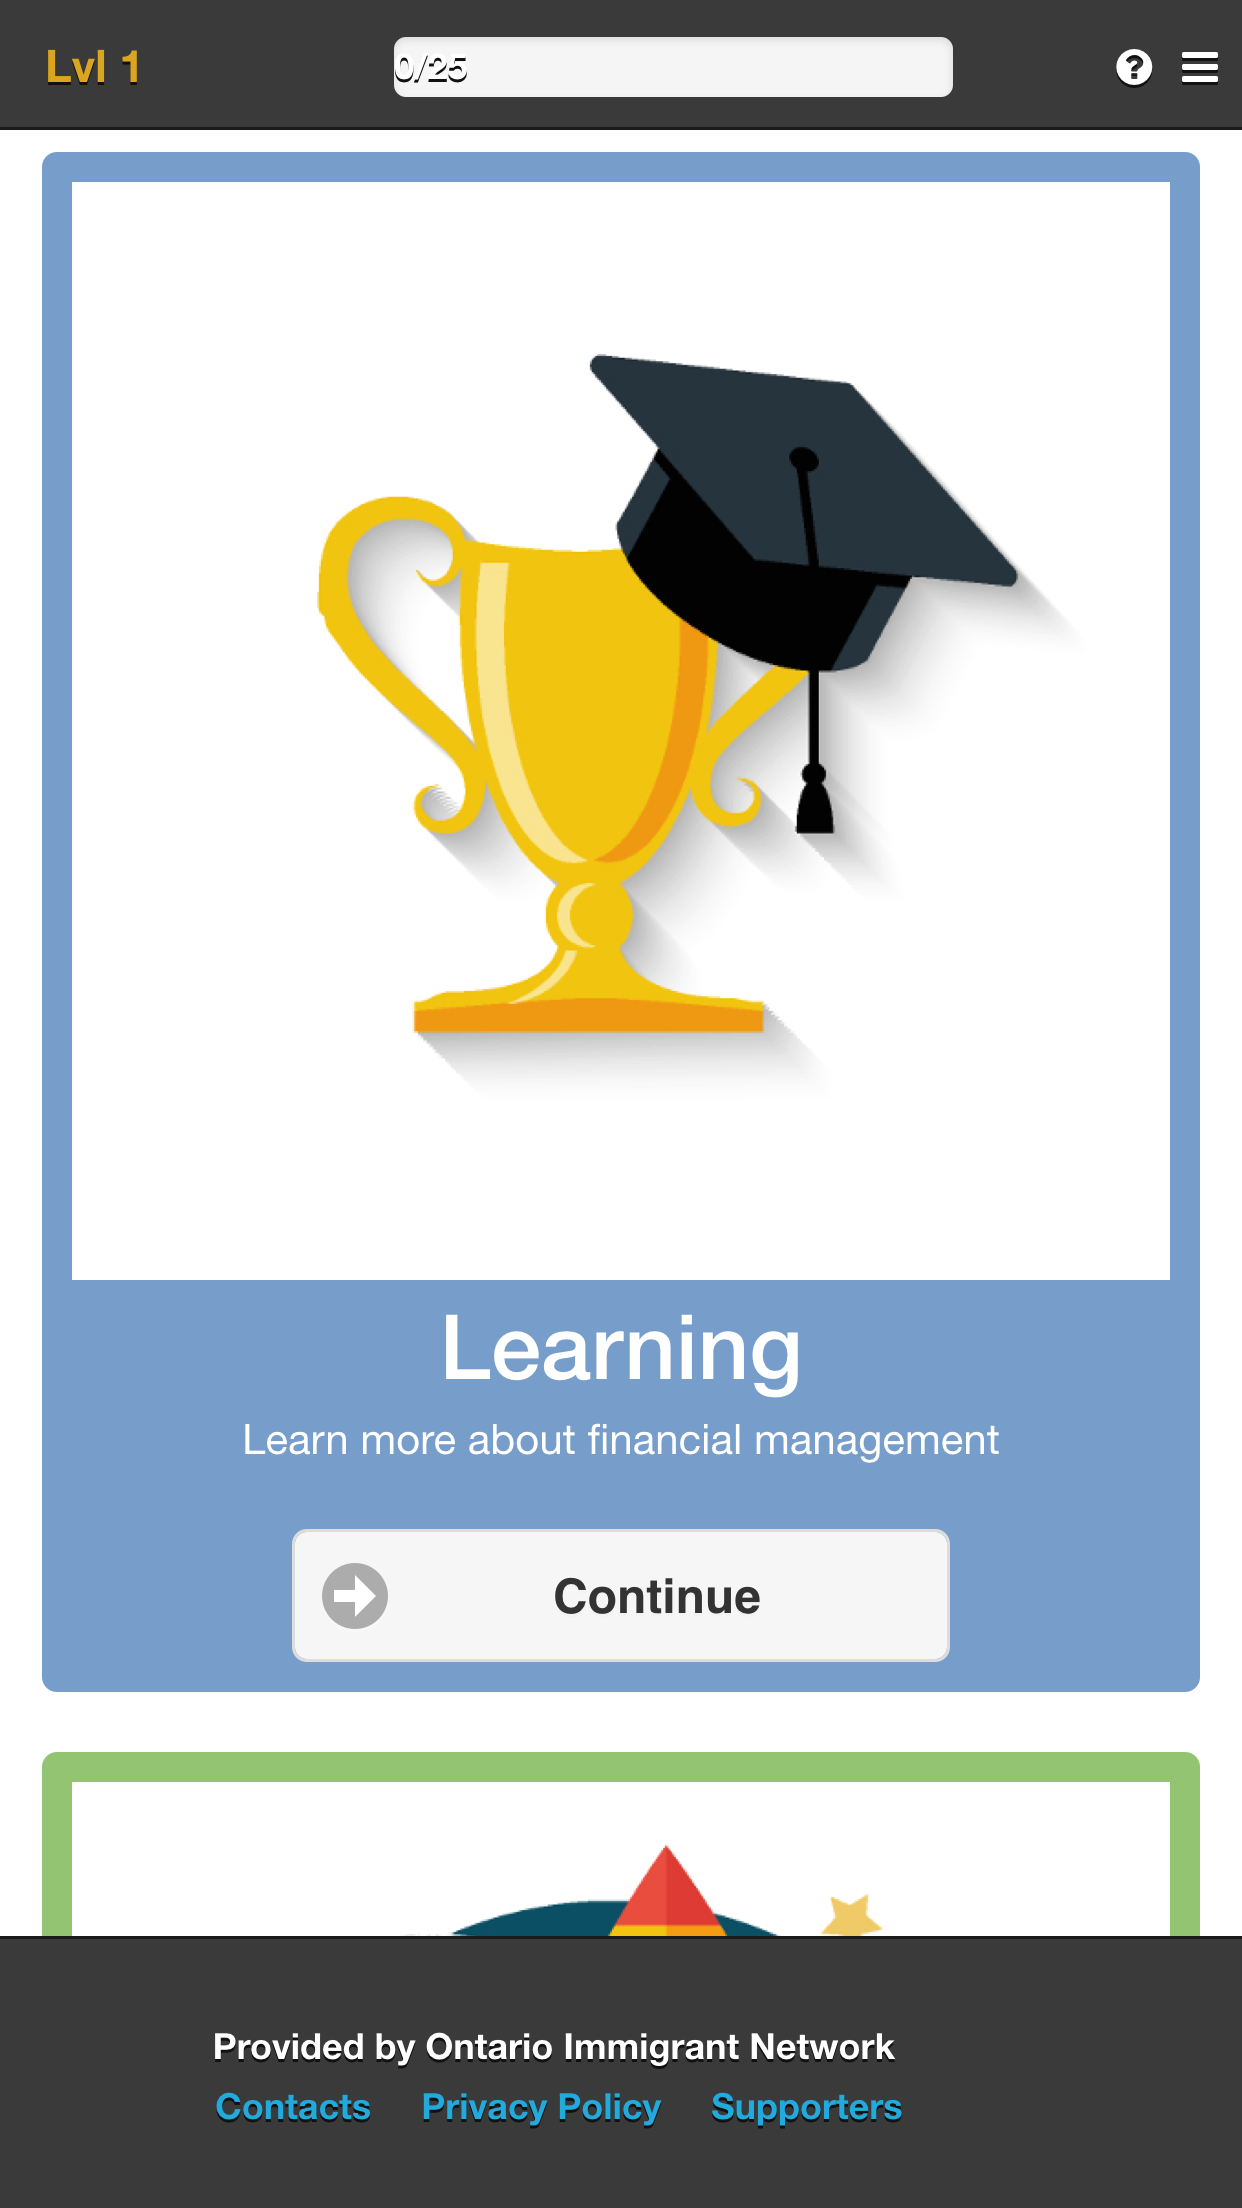 Lvl 1
0/25
Learning
Learn more about financial management
Continue
Provided by Ontario Immigrant Network
Contacts Privacy Policy Supporters